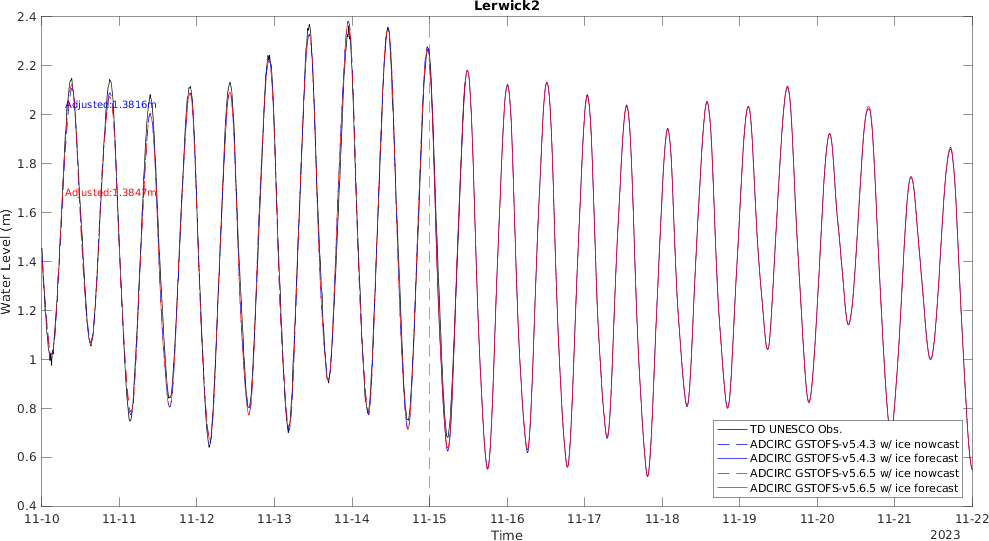 Lerwick2
2.4
2.2
2
1.8
1.6
1.4
1.2
1
0.8
0.6
0.4
Water Level (m)
Adjusted:1.3816m
Adjusted:1.3847m
TD UNESCO Obs.
ADCIRC GSTOFS-v5.4.3 w/ ice nowcast
ADCIRC GSTOFS-v5.4.3 w/ ice forecast
ADCIRC GSTOFS-v5.6.5 w/ ice nowcast
ADCIRC GSTOFS-v5.6.5 w/ ice forecast
11-10 11-11 11-12 11-13 11-14 11-15 11-16 11-17 11-18 11-19 11-20 11-21 11-22
Time
2023